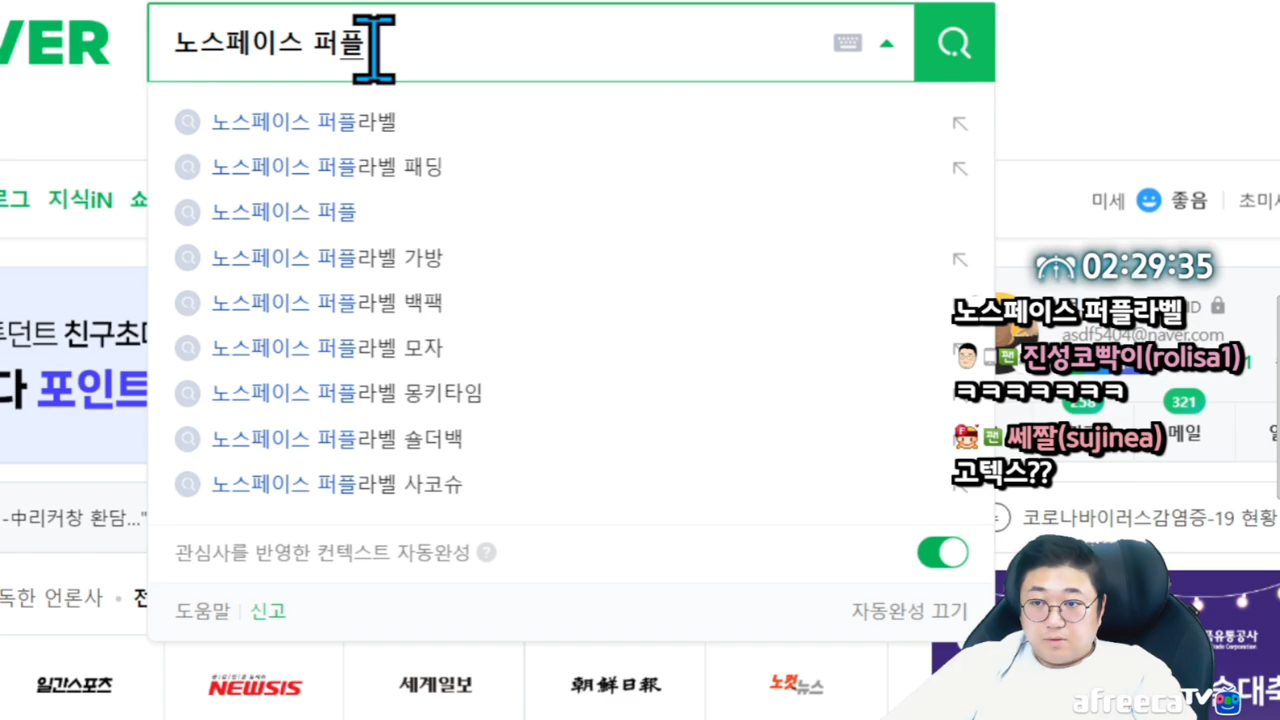 VER
노스페이스 퍼플
노스페이스 퍼플라벨
노스페이스 퍼플라벨 패딩
노스페이스 퍼플
노스페이스 퍼플라벨 가방
노스페이스 퍼플라벨 백팩
노스페이스 퍼플라벨 모자
노스페이스 퍼플라벨 몽키타임
노스페이스 퍼플라벨 숄더백
노스페이스 퍼플라벨 사코슈
관심사를 반영한 컨텍스트 자동완성 ?
도움말 | 신고
자동완성 끄기
로그 지식iN 쇼
미세 좋음 초미세
투던트 친구초대
다 포인트
02:29:35
노스페이스 퍼플라벨
asdf5404@naver.com
진성코빡이(rolisa1)
ㅋㅋㅋㅋㅋㅋㅋ
258
321
메일
쎄짤(sujinea)
고텍스??
-中리커창 환담..."
코로나바이러스감염증-19 현황
독한 언론사
유통공사
일간스포츠
NEWSIS
세계일보
朝鮮日報
노컷뉴스
afreecaTV